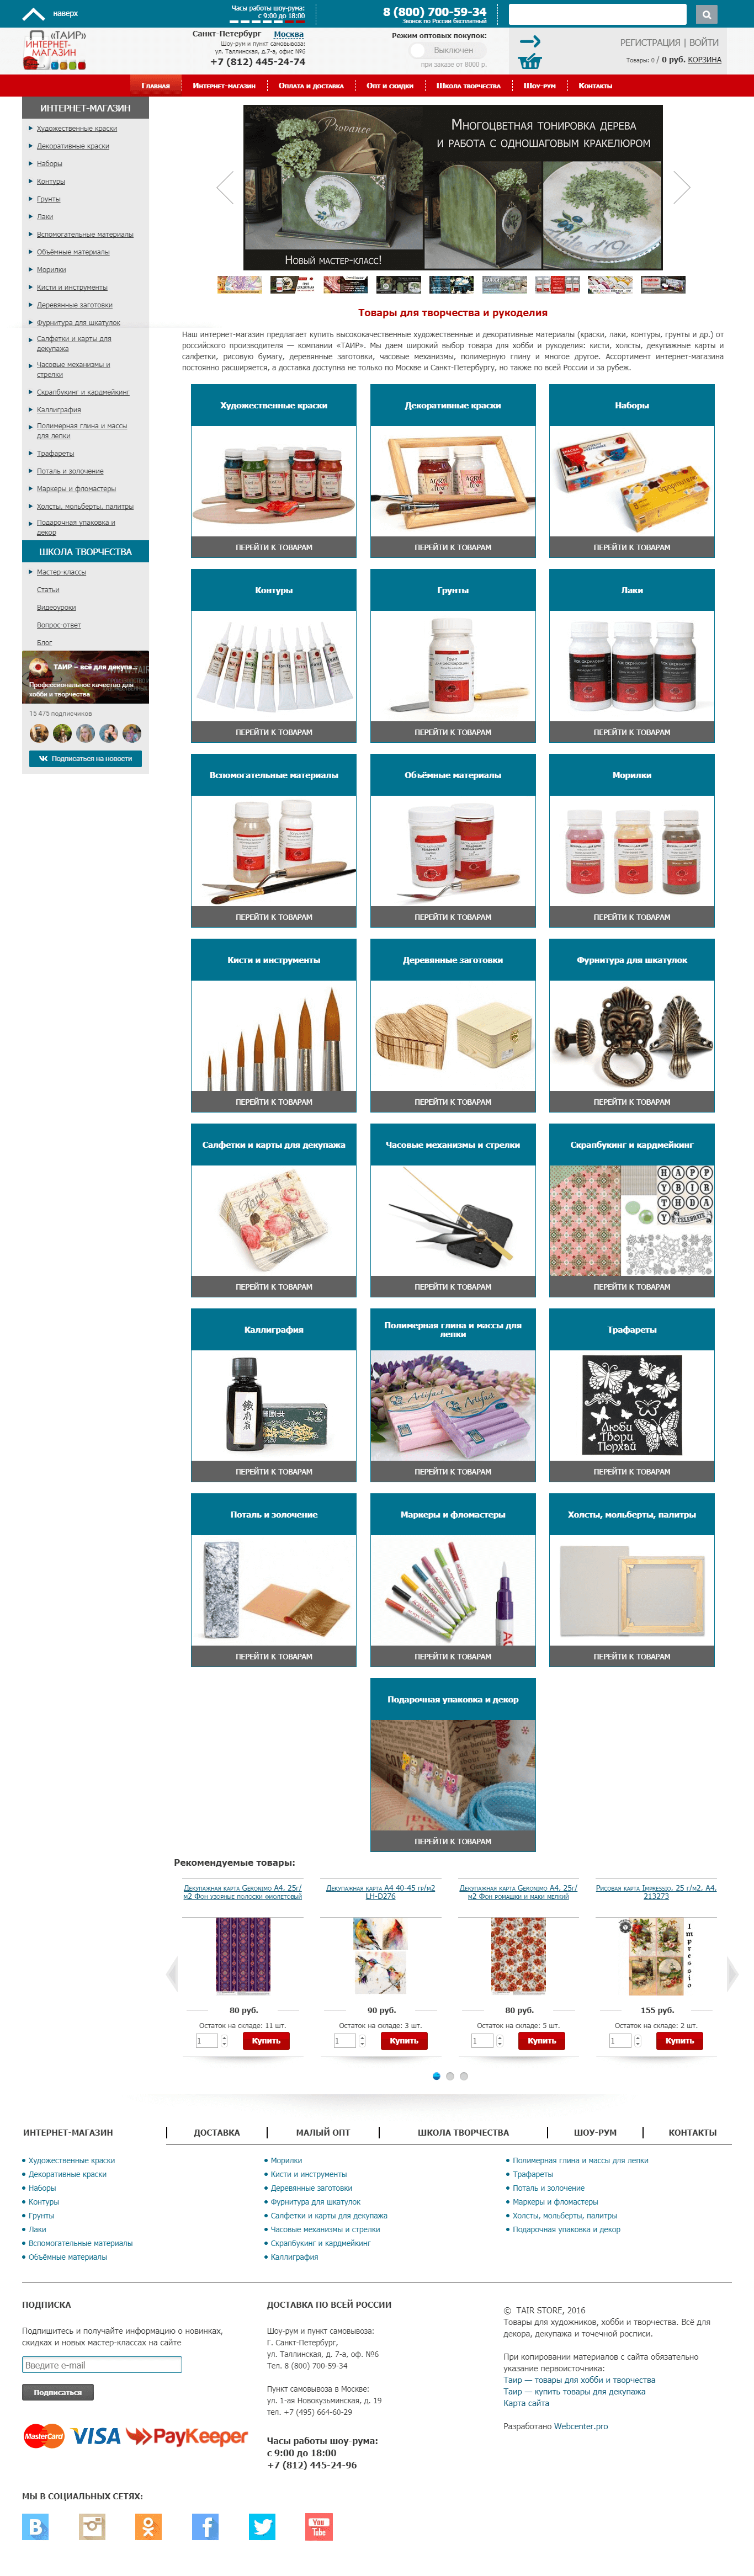 наверх
Часы работы шоу-рума:
с 9:00 до 18:00
8 (800) 700-59-34
Звонок по России бесплатный
«ТАИР»
ИНТЕРНЕТ-
МАГАЗИН
Санкт-Петербург Москва
Шоу-рум и пункт самовывоза:
ул. Таллинская, д.7-а, офис №6
+7 (812) 445-24-74
Режим оптовых покупок:
Выключен
при заказе от 8000 р.
РЕГИСТРАЦИЯ | ВОЙТИ
Товары: 0 / 0 руб. КОРЗИНА
Главная
Интернет-магазин
Оплата и доставка
Опт и скидки
Школа творчества
Шоу-рум
Контакты
ИНТЕРНЕТ-МАГАЗИН
Художественные краски
Декоративные краски
Наборы
Контуры
Грунты
Лаки
Вспомогательные материалы
Объёмные материалы
Морилки
Кисти и инструменты
Деревянные заготовки
Фурнитура для шкатулок
Салфетки и карты для
декупажа
Часовые механизмы и
стрелки
Скрапбукинг и кардмейкинг
Каллиграфия
Полимерная глина и массы
для лепки
Трафареты
Поталь и золочение
Маркеры и фломастеры
Холсты, мольберты, палитры
Подарочная упаковка и
декор
ШКОЛА ТВОРЧЕСТВА
Мастер-классы
Статьи
Видеоуроки
Вопрос-ответ
Блог
ТАИР – всё для декупа...
Профессиональное качество для
хобби и творчества
15 475 подписчиков
Подписаться на новости
Provence
Многоцветная тонировка дерева
и работа с одношаговым кракелюром
Новый мастер-класс!
Товары для творчества и рукоделия
Наш интернет-магазин предлагает купить высококачественные художественные и декоративные материалы (краски, лаки, контуры, грунты и др.) от
российского производителя — компании «ТАИР». Мы даем широкий выбор товара для хобби и рукоделия: кисти, холсты, декупажные карты и
салфетки, рисовую бумагу, деревянные заготовки, часовые механизмы, полимерную глину и многое другое. Ассортимент интернет-магазина
постоянно расширяется, а доставка доступна не только по Москве и Санкт-Петербургу, но также по всей России и за рубеж.
Художественные краски
ПЕРЕЙТИ К ТОВАРАМ
Декоративные краски
ПЕРЕЙТИ К ТОВАРАМ
Наборы
ПЕРЕЙТИ К ТОВАРАМ
Контуры
ПЕРЕЙТИ К ТОВАРАМ
Грунты
ПЕРЕЙТИ К ТОВАРАМ
Лаки
ПЕРЕЙТИ К ТОВАРАМ
Вспомогательные материалы
ПЕРЕЙТИ К ТОВАРАМ
Объёмные материалы
ПЕРЕЙТИ К ТОВАРАМ
Морилки
ПЕРЕЙТИ К ТОВАРАМ
Кисти и инструменты
ПЕРЕЙТИ К ТОВАРАМ
Деревянные заготовки
ПЕРЕЙТИ К ТОВАРАМ
Фурнитура для шкатулок
ПЕРЕЙТИ К ТОВАРАМ
Салфетки и карты для декупажа
ПЕРЕЙТИ К ТОВАРАМ
Часовые механизмы и стрелки
ПЕРЕЙТИ К ТОВАРАМ
Скрапбукинг и кардмейкинг
ПЕРЕЙТИ К ТОВАРАМ
Каллиграфия
ПЕРЕЙТИ К ТОВАРАМ
Полимерная глина и массы для
лепки
Artifact
ПЕРЕЙТИ К ТОВАРАМ
Трафареты
Люби
Твори
Порхай
ПЕРЕЙТИ К ТОВАРАМ
Поталь и золочение
ПЕРЕЙТИ К ТОВАРАМ
Маркеры и фломастеры
ПЕРЕЙТИ К ТОВАРАМ
Холсты, мольберты, палитры
ПЕРЕЙТИ К ТОВАРАМ
Подарочная упаковка и декор
ПЕРЕЙТИ К ТОВАРАМ
Рекомендуемые товары:
Декупажная карта Geronimo А4, 25г/
м2 Фон узорные полоски фиолетовый
80 руб.
Остаток на складе: 11 шт.
1
Купить
Декупажная карта А4 40-45 гр/м2
LH-D276
90 руб.
Остаток на складе: 3 шт.
1
Купить
Декупажная карта Geronimo А4, 25г/
м2 Фон ромашки и маки мелкий
80 руб.
Остаток на складе: 5 шт.
1
Купить
Рисовая карта Impressio, 25 г/м2, А4,
213273
Impressio
155 руб.
Остаток на складе: 2 шт.
1
Купить
ИНТЕРНЕТ-МАГАЗИН
ДОСТАВКА
МАЛЫЙ ОПТ
ШКОЛА ТВОРЧЕСТВА
ШОУ-РУМ
КОНТАКТЫ
Художественные краски
Декоративные краски
Наборы
Контуры
Грунты
Лаки
Вспомогательные материалы
Объёмные материалы
Морилки
Кисти и инструменты
Деревянные заготовки
Фурнитура для шкатулок
Салфетки и карты для декупажа
Часовые механизмы и стрелки
Скрапбукинг и кардмейкинг
Каллиграфия
Полимерная глина и массы для лепки
Трафареты
Поталь и золочение
Маркеры и фломастеры
Холсты, мольберты, палитры
Подарочная упаковка и декор
ПОДПИСКА
Подпишитесь и получайте информацию о новинках,
скидках и новых мастер-классах на сайте
Введите e-mail
Подписаться
MasterCard VISA PayKeeper
ДОСТАВКА ПО ВСЕЙ РОССИИ
Шоу-рум и пункт самовывоза:
Г. Санкт-Петербург,
ул. Таллинская, д. 7-а, оф. №6
Тел. 8 (800) 700-59-34
Пункт самовывоза в Москве:
ул. 1-ая Новокузьминская, д. 19
тел. +7 (495) 664-60-29
Часы работы шоу-рума:
с 9:00 до 18:00
+7 (812) 445-24-96
© TAIR STORE, 2016
Товары для художников, хобби и творчества. Всё для
декора, декупажа и точечной росписи.
При копировании материалов с сайта обязательно
указание первоисточника:
Таир — товары для хобби и творчества
Таир — купить товары для декупажа
Карта сайта
Разработано Webcenter.pro
МЫ В СОЦИАЛЬНЫХ СЕТЯХ:
You
Tube